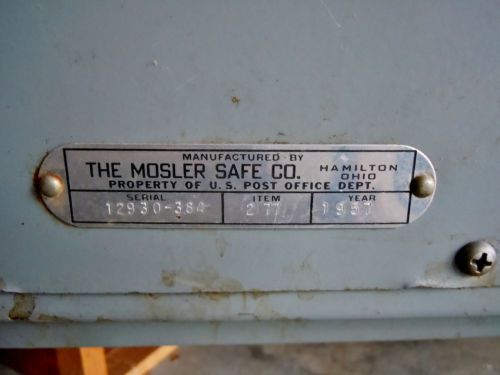 MANUFACTURED BY
THE MOSLER SAFE CO. HAMILTON OHIO
PROPERTY OF U.S. POST OFFICE DEPT.
SERIAL ITEM YEAR
12930-384 277 1957